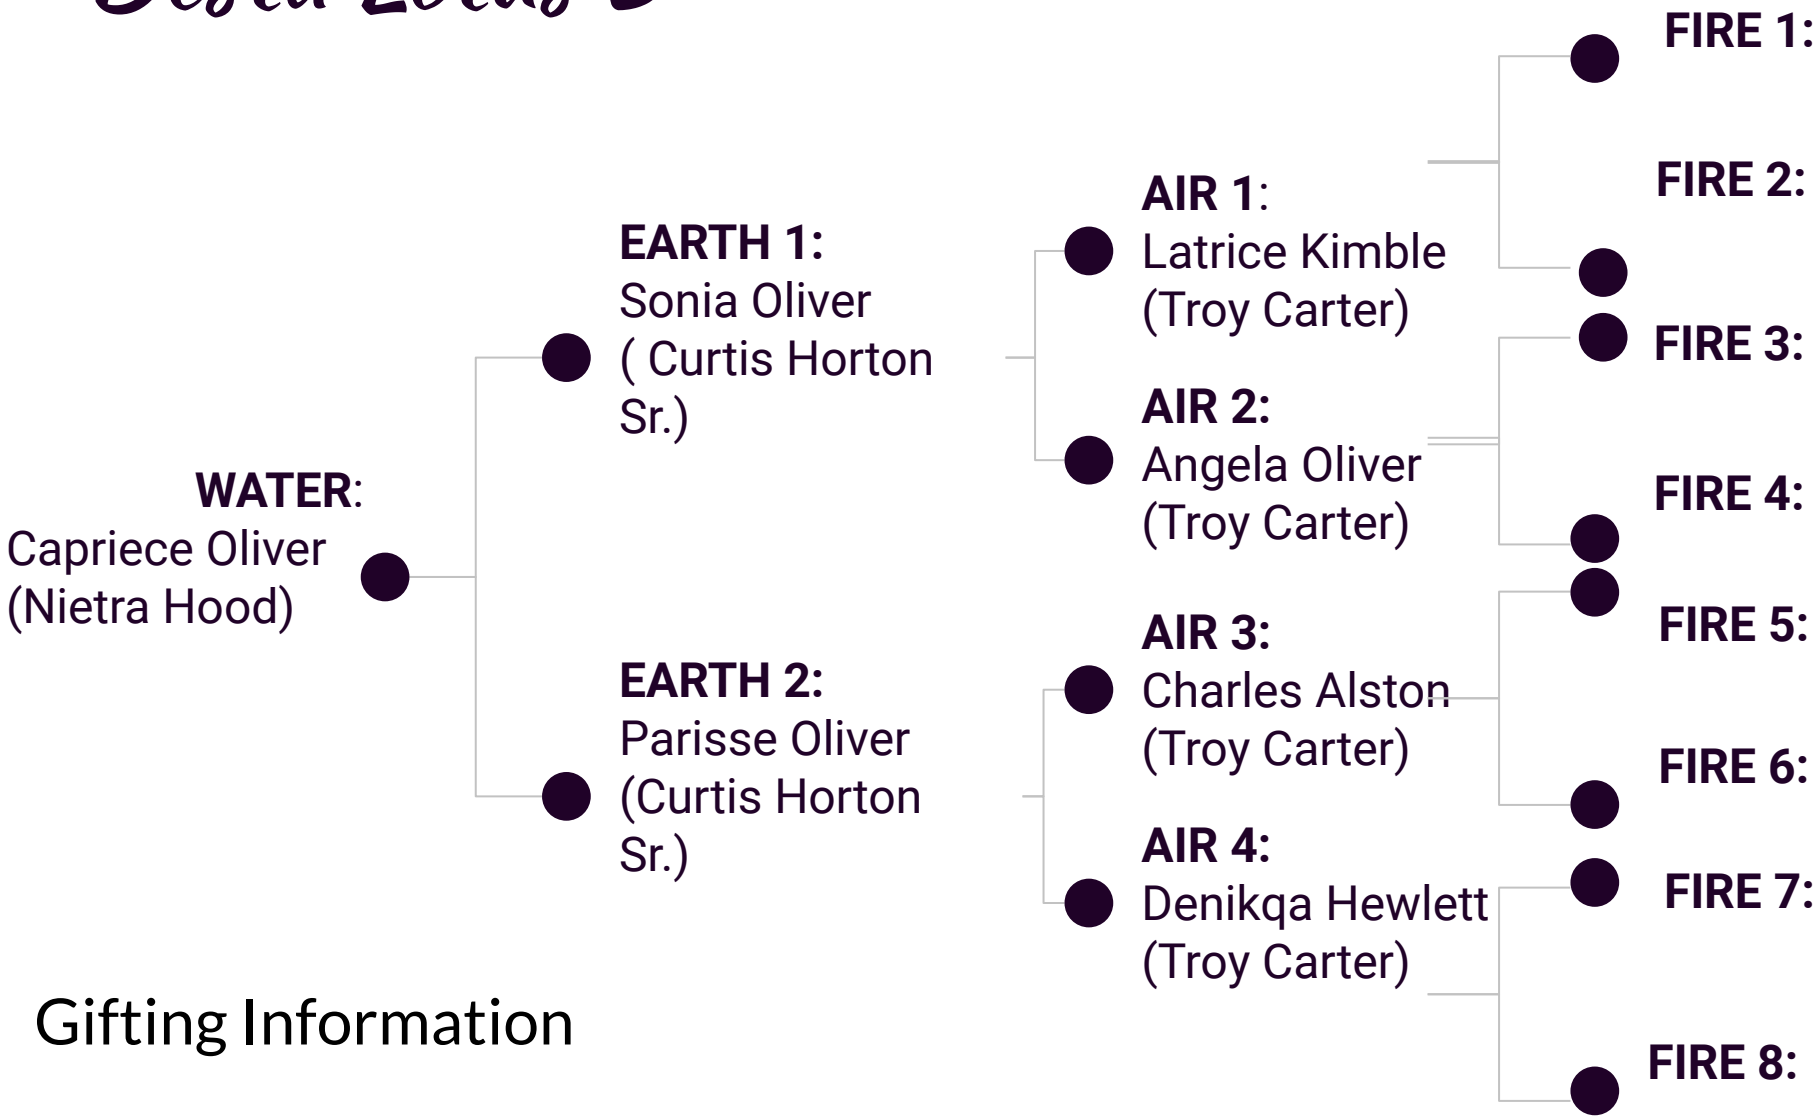 WATER:
Capriece Oliver
(Nietra Hood)
EARTH 1:
Sonia Oliver
( Curtis Horton
Sr.)
EARTH 2:
Parisse Oliver
(Curtis Horton
Sr.)
AIR 1:
Latrice Kimble
(Troy Carter)
AIR 2:
Angela Oliver
(Troy Carter)
AIR 3:
Charles Alston
(Troy Carter)
AIR 4:
Denikqa Hewlett
(Troy Carter)
FIRE 1:
FIRE 2:
FIRE 3:
FIRE 4:
FIRE 5:
FIRE 6:
FIRE 7:
FIRE 8:
Gifting Information